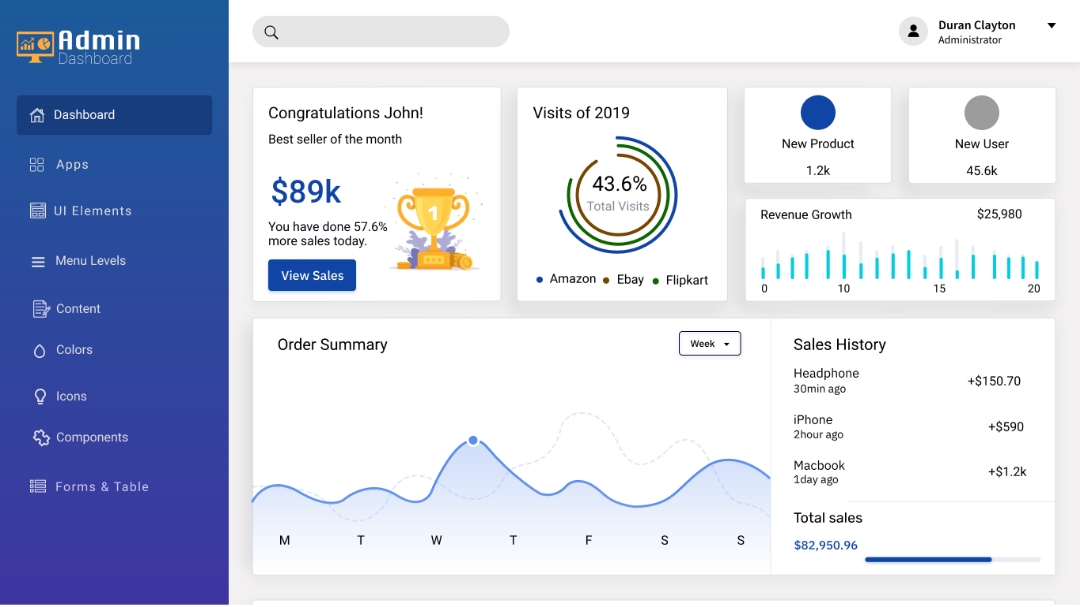 Admin
Dashboard
Dashboard
Apps
UI Elements
Menu Levels
Content
Colors
Icons
Components
Forms & Table
Duran Clayton
Administrator
Congratulations John!
Best seller of the month
$89k
You have done 57.6%
more sales today.
View Sales
1
Visits of 2019
43.6%
Total Visits
Amazon Ebay Flipkart
New Product
1.2k
New User
45.6k
Revenue Growth $25,980
0 10 15 20
Order Summary
Week
M T W T F S S
Sales History
Headphone
30min ago
+$150.70
iPhone
2hour ago
+$590
Macbook
1day ago
+$1.2k
Total sales
$82,950.96